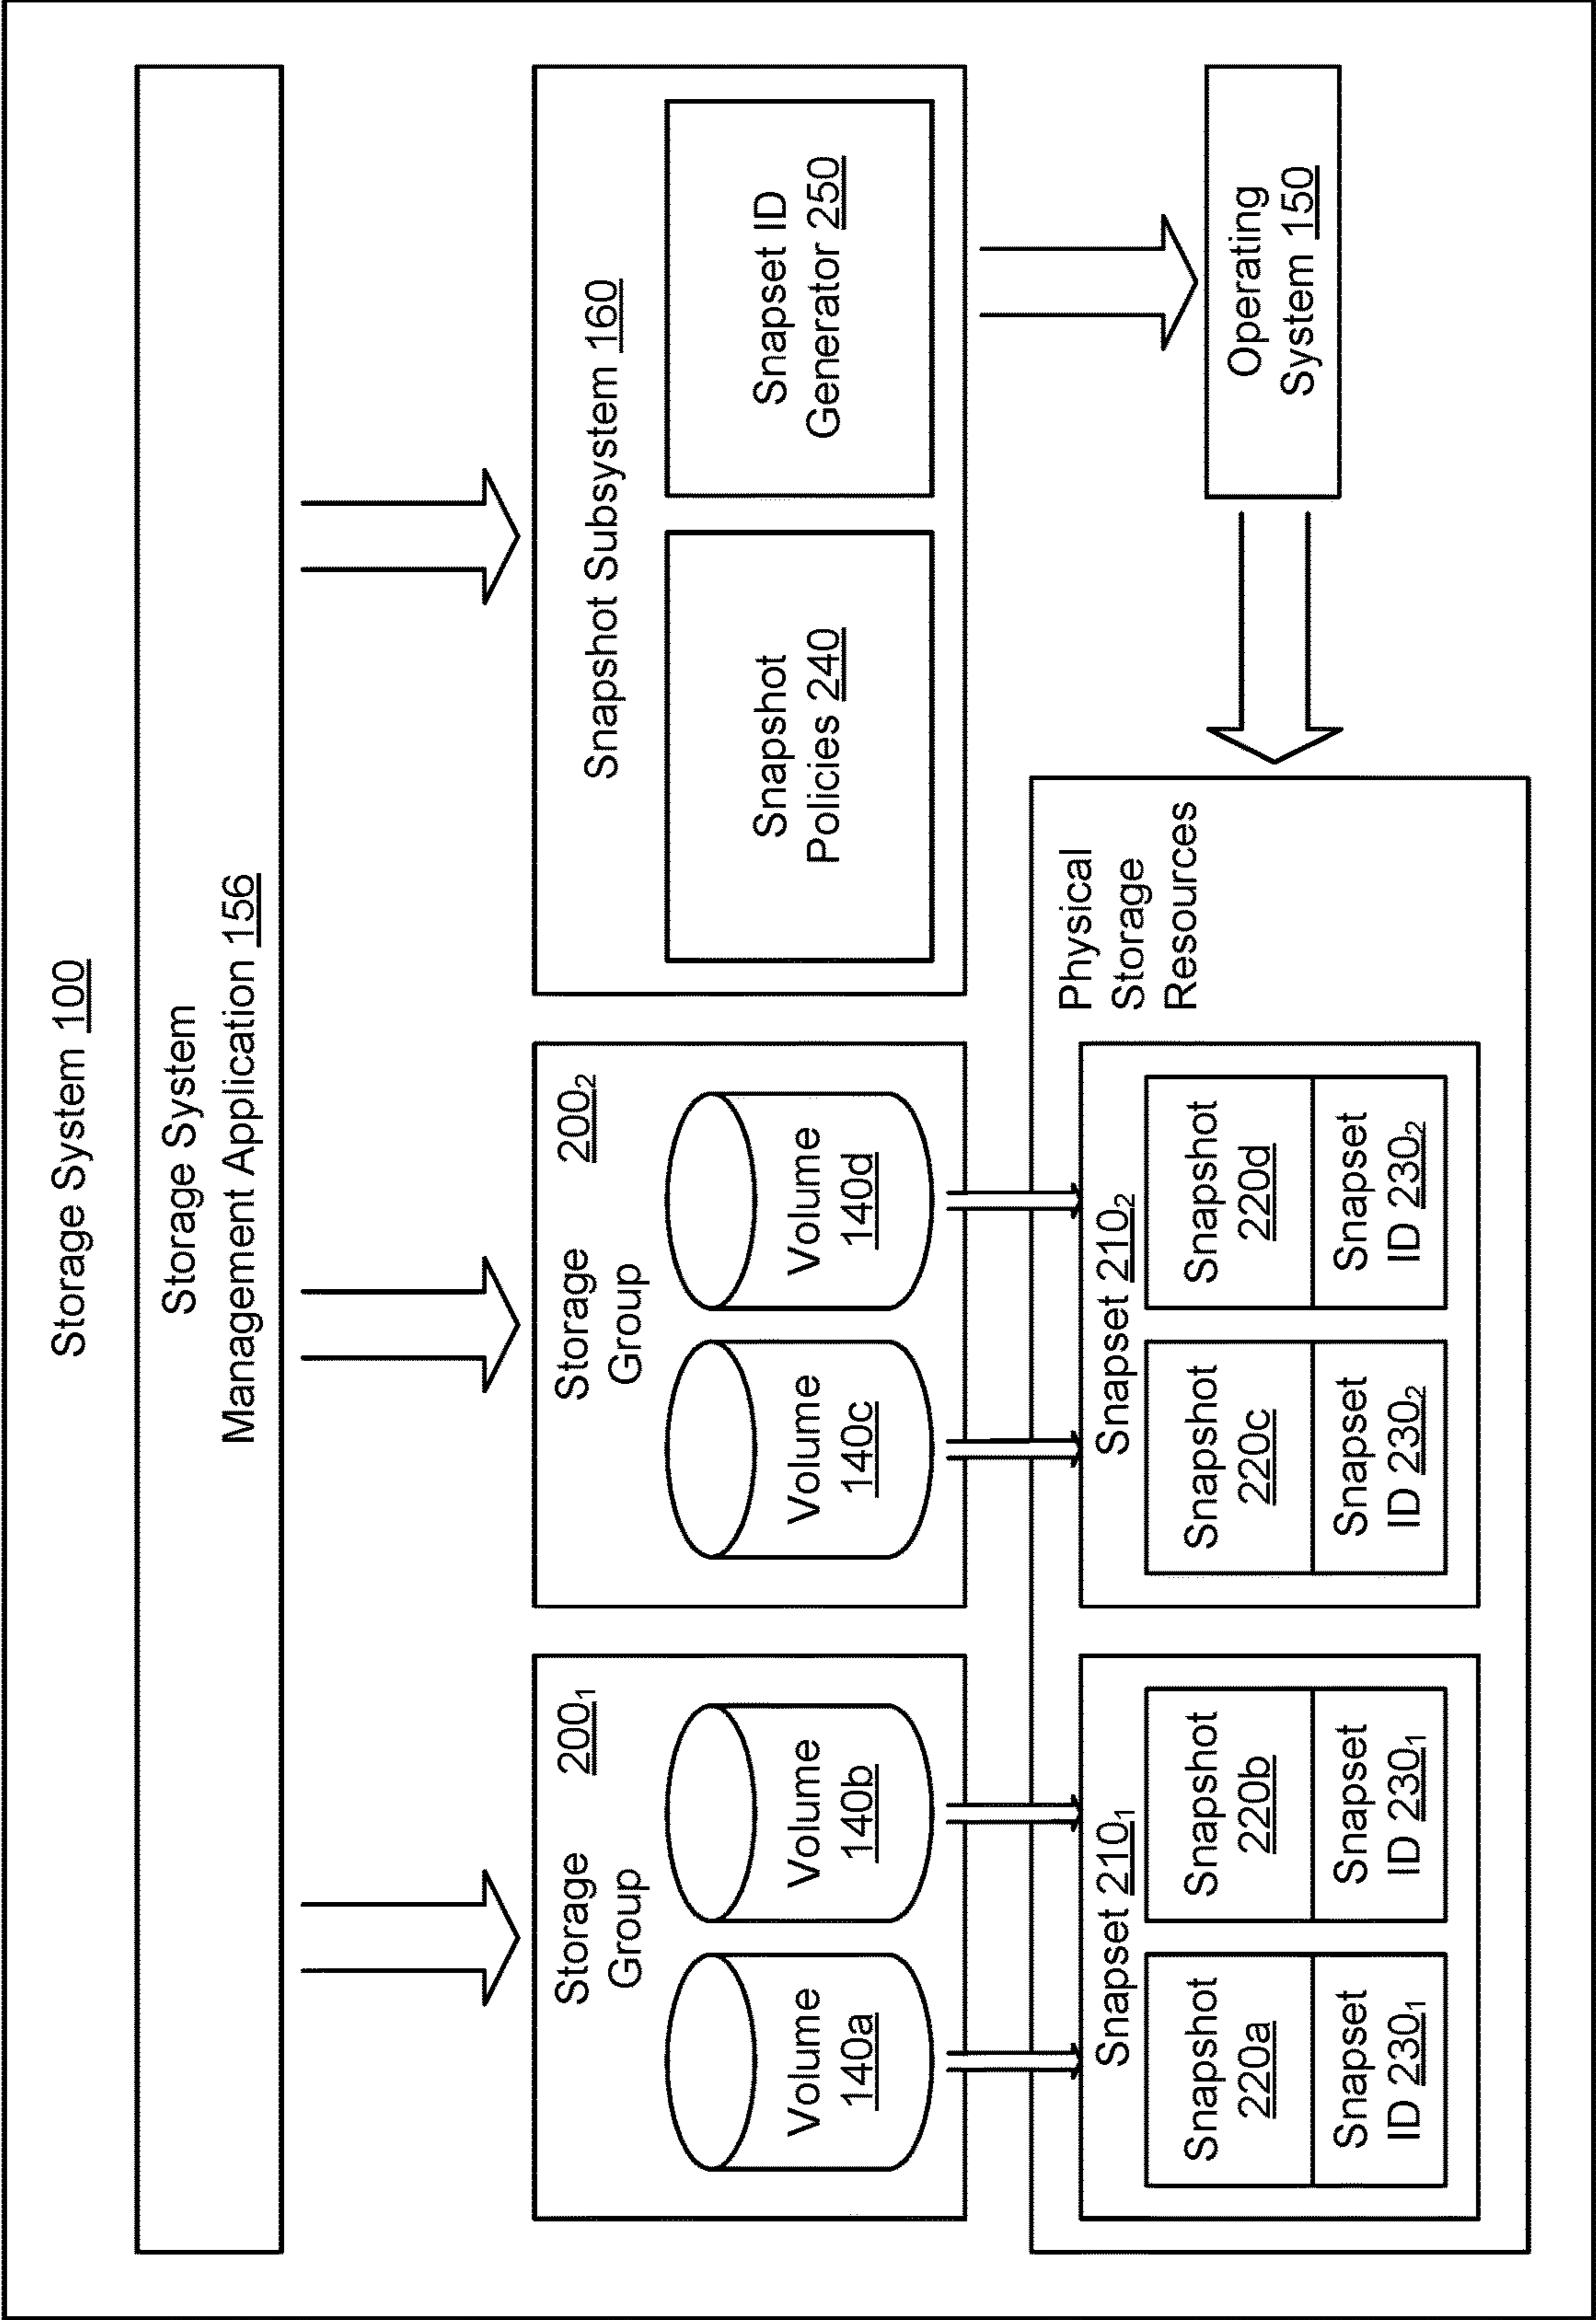 Storage System 100
Storage System
Management Application 156
Storage
Group
200₁
Volume
140a
Volume
140b
Storage
Group
200₂
Volume
140c
Volume
140d
Snapshot Subsystem 160
Snapshot
Policies 240
Snapset ID
Generator 250
Snapset 210₁
Snapshot
220a
Snapset
ID 230₁
Snapshot
220b
Snapset
ID 230₁
Snapset 210₂
Snapshot
220c
Snapset
ID 230₂
Snapshot
220d
Snapset
ID 230₂
Physical
Storage
Resources
Operating
System 150